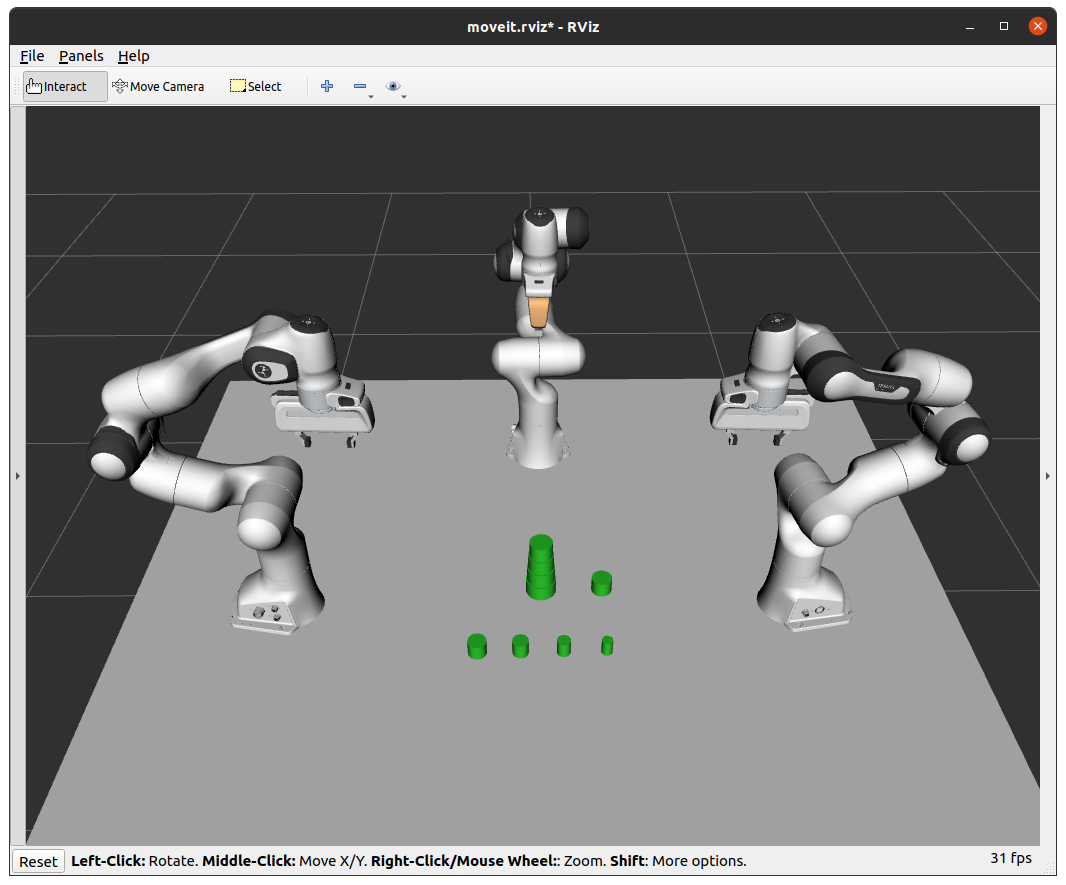 moveit.rviz* - RViz
File Panels Help
Interact Move Camera Select
Reset Left-Click: Rotate. Middle-Click: Move X/Y. Right-Click/Mouse Wheel:: Zoom. Shift: More options. 31 fps